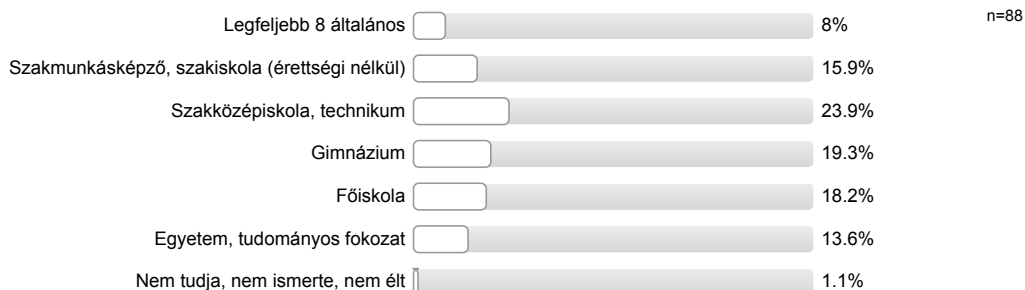 Legfeljebb 8 általános 8% n=88
Szakmunkásképző, szakiskola (érettségi nélkül) 15.9%
Szakközépiskola, technikum 23.9%
Gimnázium 19.3%
Főiskola 18.2%
Egyetem, tudományos fokozat 13.6%
Nem tudja, nem ismerte, nem élt 1.1%